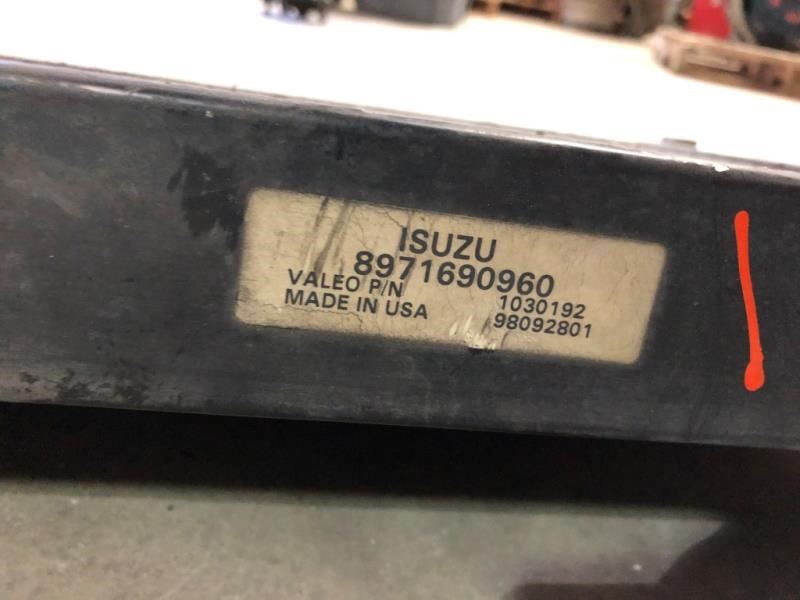 ISUZU
8971690960
VALEO P/N 1030192
MADE IN USA 98092801